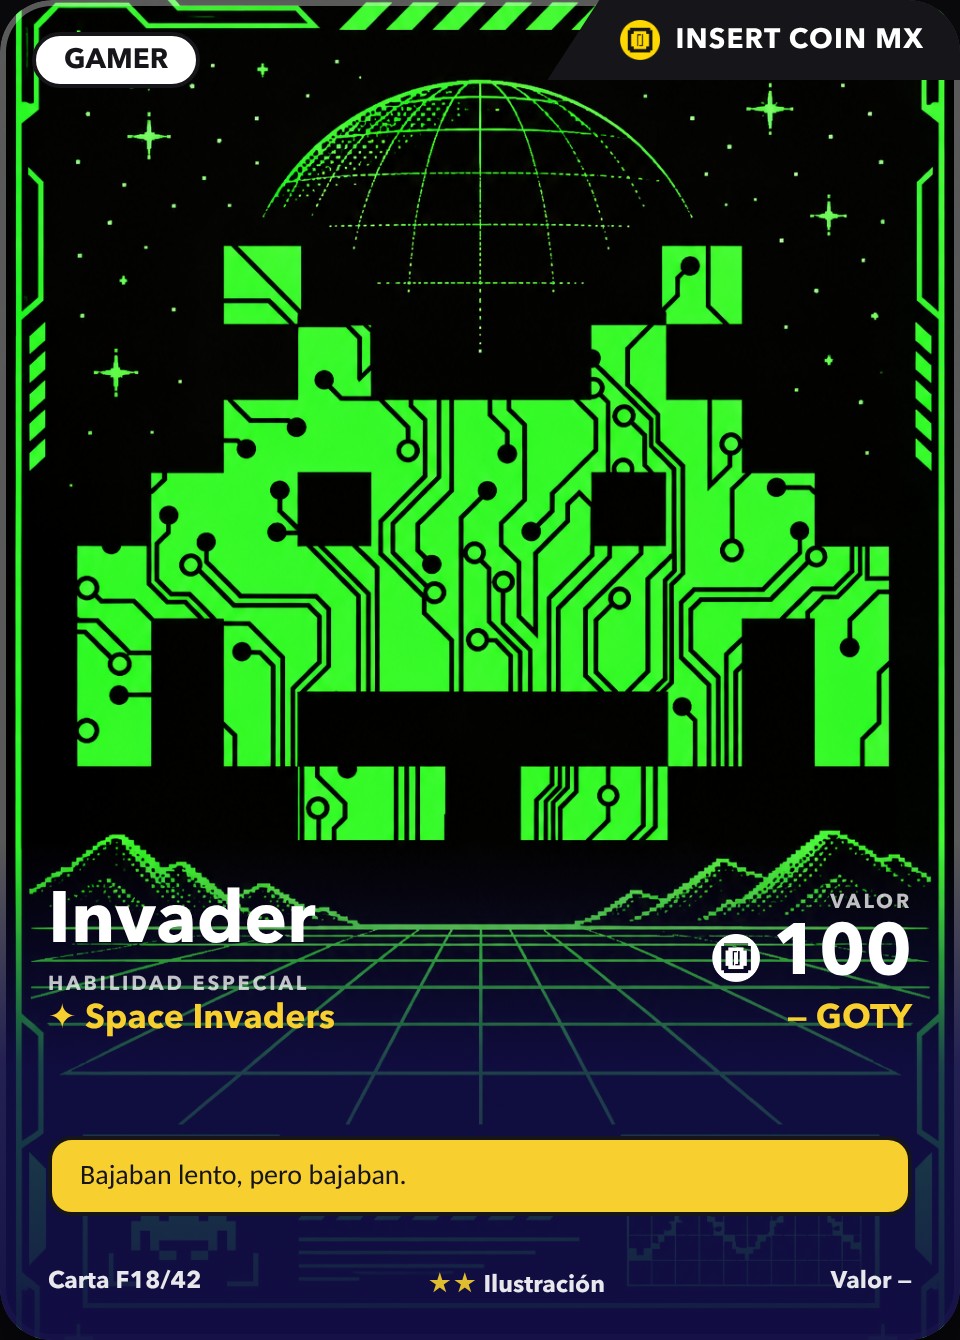 GAMER
INSERT COIN MX
Invader
VALOR
100
HABILIDAD ESPECIAL
✦ Space Invaders
– GOTY
Bajaban lento, pero bajaban.
Carta F18/42
★★ Ilustración
Valor –